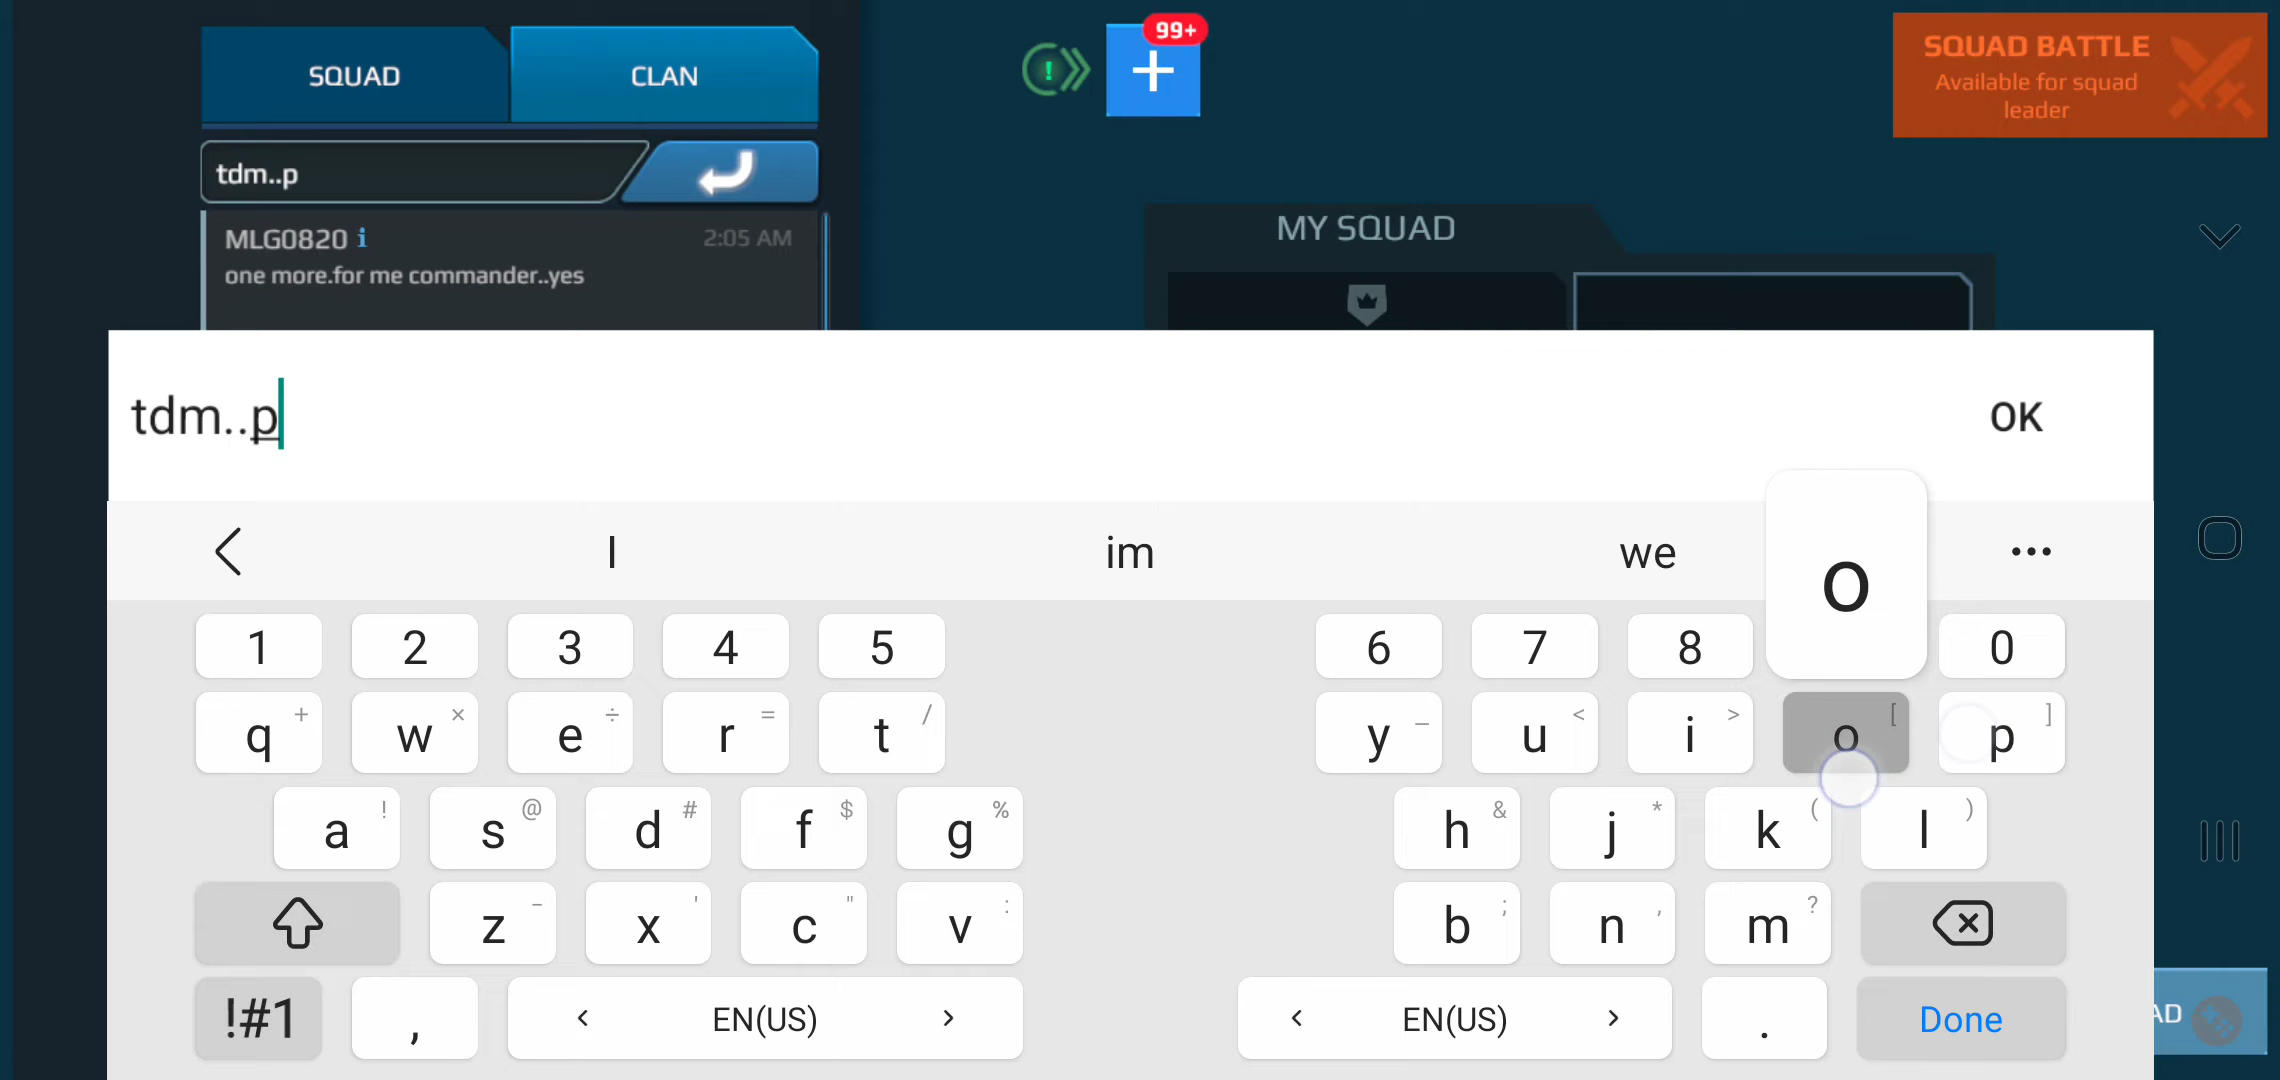 SQUAD
CLAN
99+
!
SQUAD BATTLE
Available for squad
leader
tdm..p
MLG0820 i
2:05 AM
one more.for me commander..yes
MY SQUAD
tdm..p
OK
I
im
we
o
...
1 2 3 4 5 6 7 8 0
q + w × e ÷ r = t / y _ u < i > o [ p ]
a ! s @ d # f $ g % h & j * k ( l )
z - x ' c " v : b ; n , m ?
!#1 , < EN(US) > < EN(US) > . Done
AD